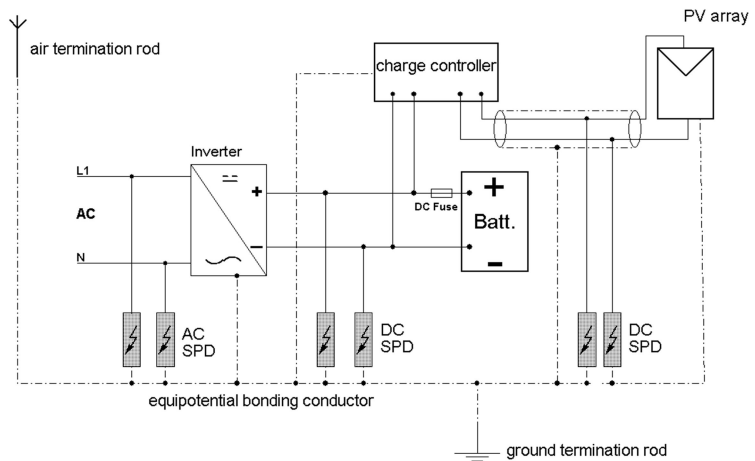 PV array
air termination rod
charge controller
Inverter
L1
+
+
DC Fuse
AC
Batt.
N
−
−
AC
SPD
DC
SPD
DC
SPD
equipotential bonding conductor
ground termination rod